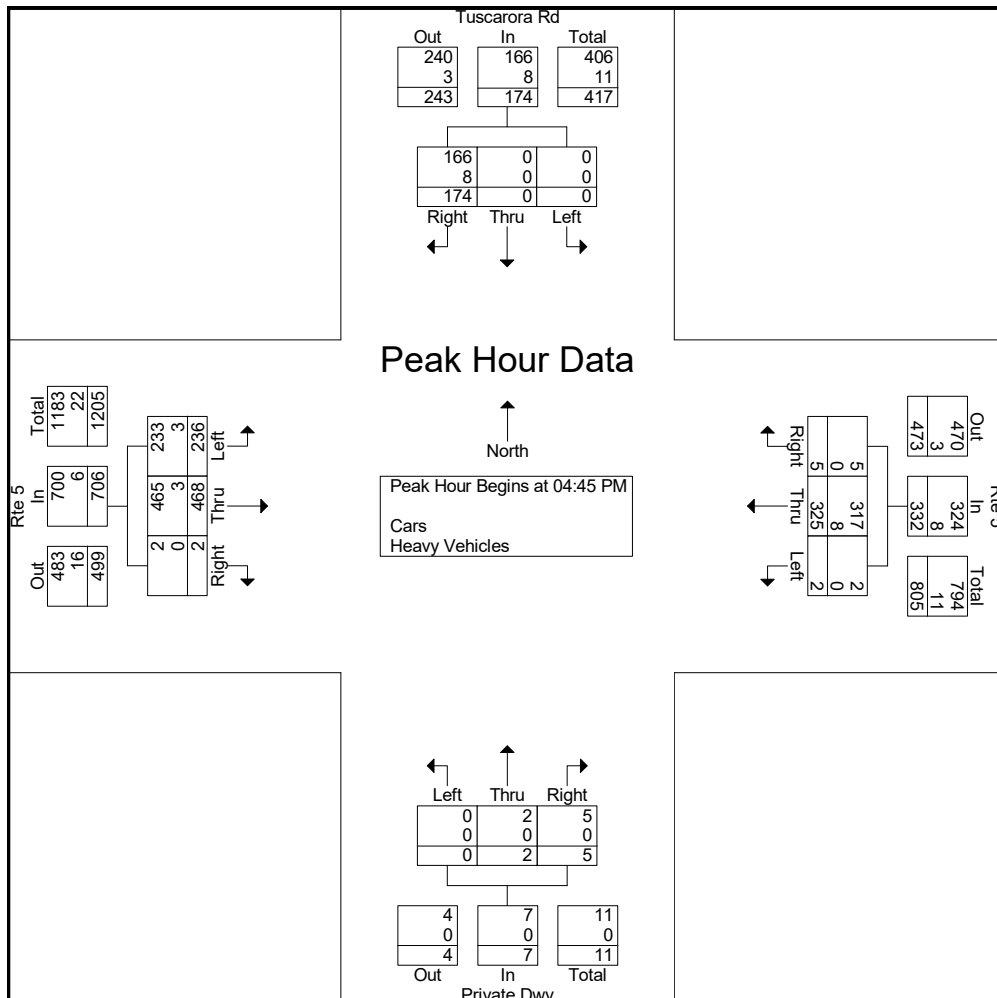 Tuscarora Rd
Out In Total
240 166 406
3 8 11
243 174 417
166 0 0
8 0 0
174 0 0
Right Thru Left
Peak Hour Data
North
Peak Hour Begins at 04:45 PM
Cars
Heavy Vehicles
Rte 5
Total In Out
1183 700 483
22 6 16
1205 706 499
233 465 2
3 3 0
236 468 2
Left Thru Right
Out In Total
470 324 794
3 8 11
473 332 805
5 317 2
0 8 0
5 325 2
Right Thru Left
Left Thru Right
0 2 5
0 0 0
0 2 5
4 7 11
0 0 0
4 7 11
Out In Total
Private Dwy